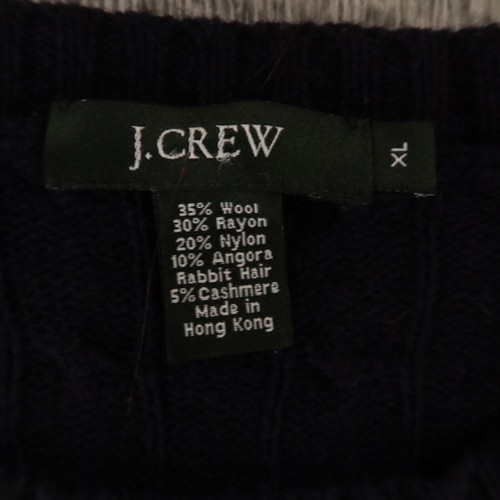 J.CREW
XL
35% Wool
30% Rayon
20% Nylon
10% Angora
Rabbit Hair
5% Cashmere
Made in
Hong Kong